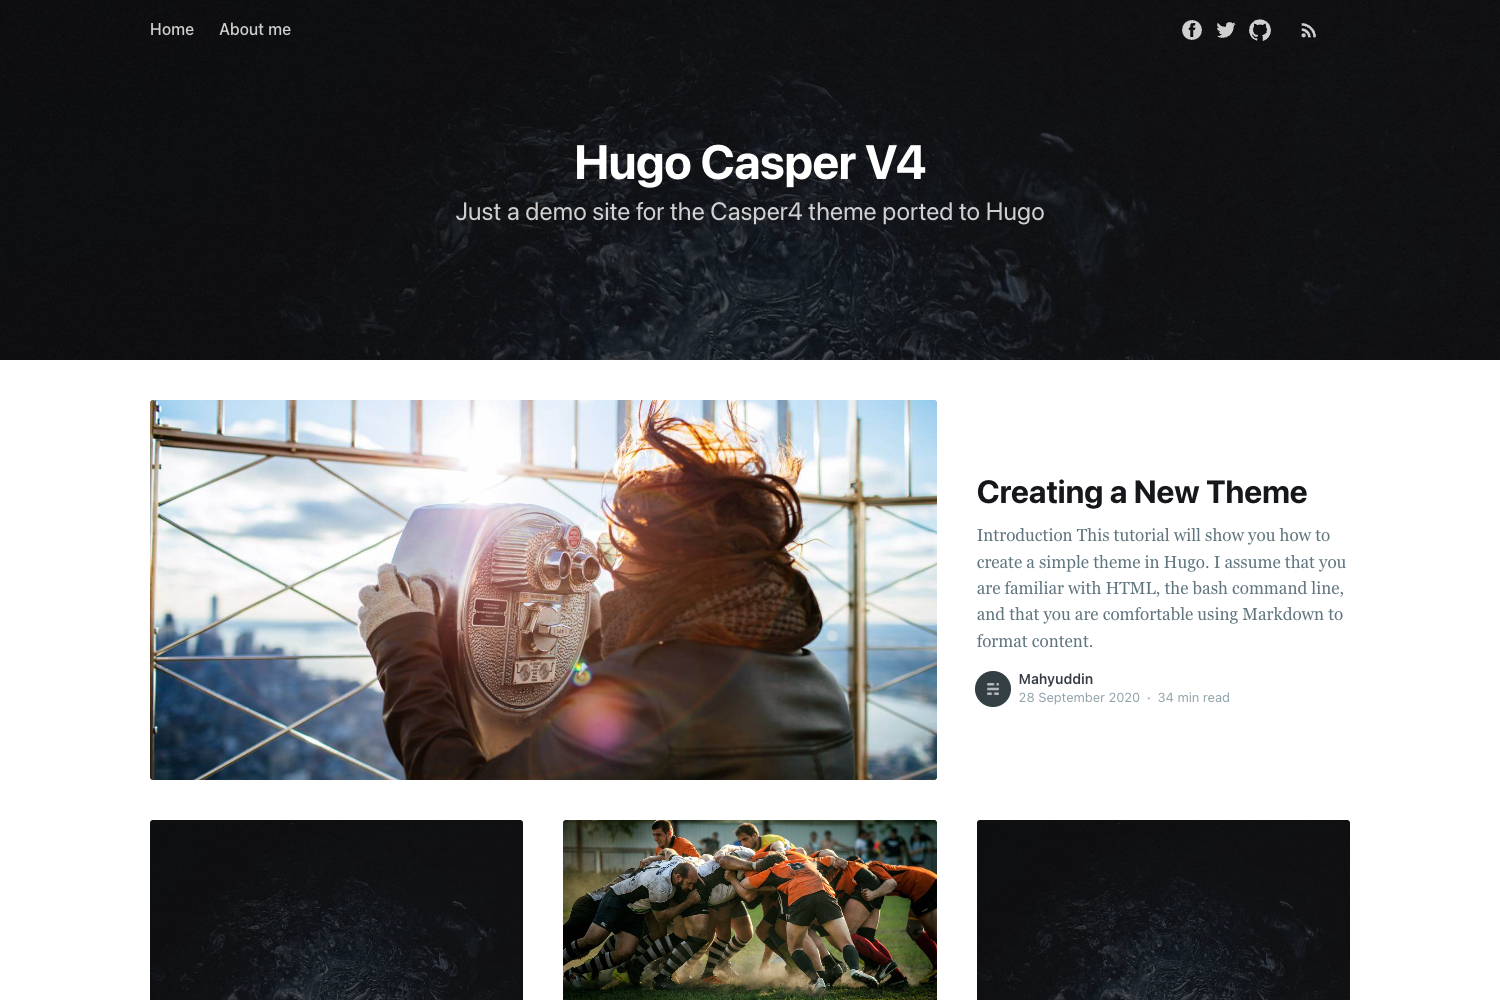 Home About me
Hugo Casper V4
Just a demo site for the Casper4 theme ported to Hugo
Creating a New Theme
Introduction This tutorial will show you how to
create a simple theme in Hugo. I assume that you
are familiar with HTML, the bash command line,
and that you are comfortable using Markdown to
format content.
Mahyuddin
28 September 2020 • 34 min read